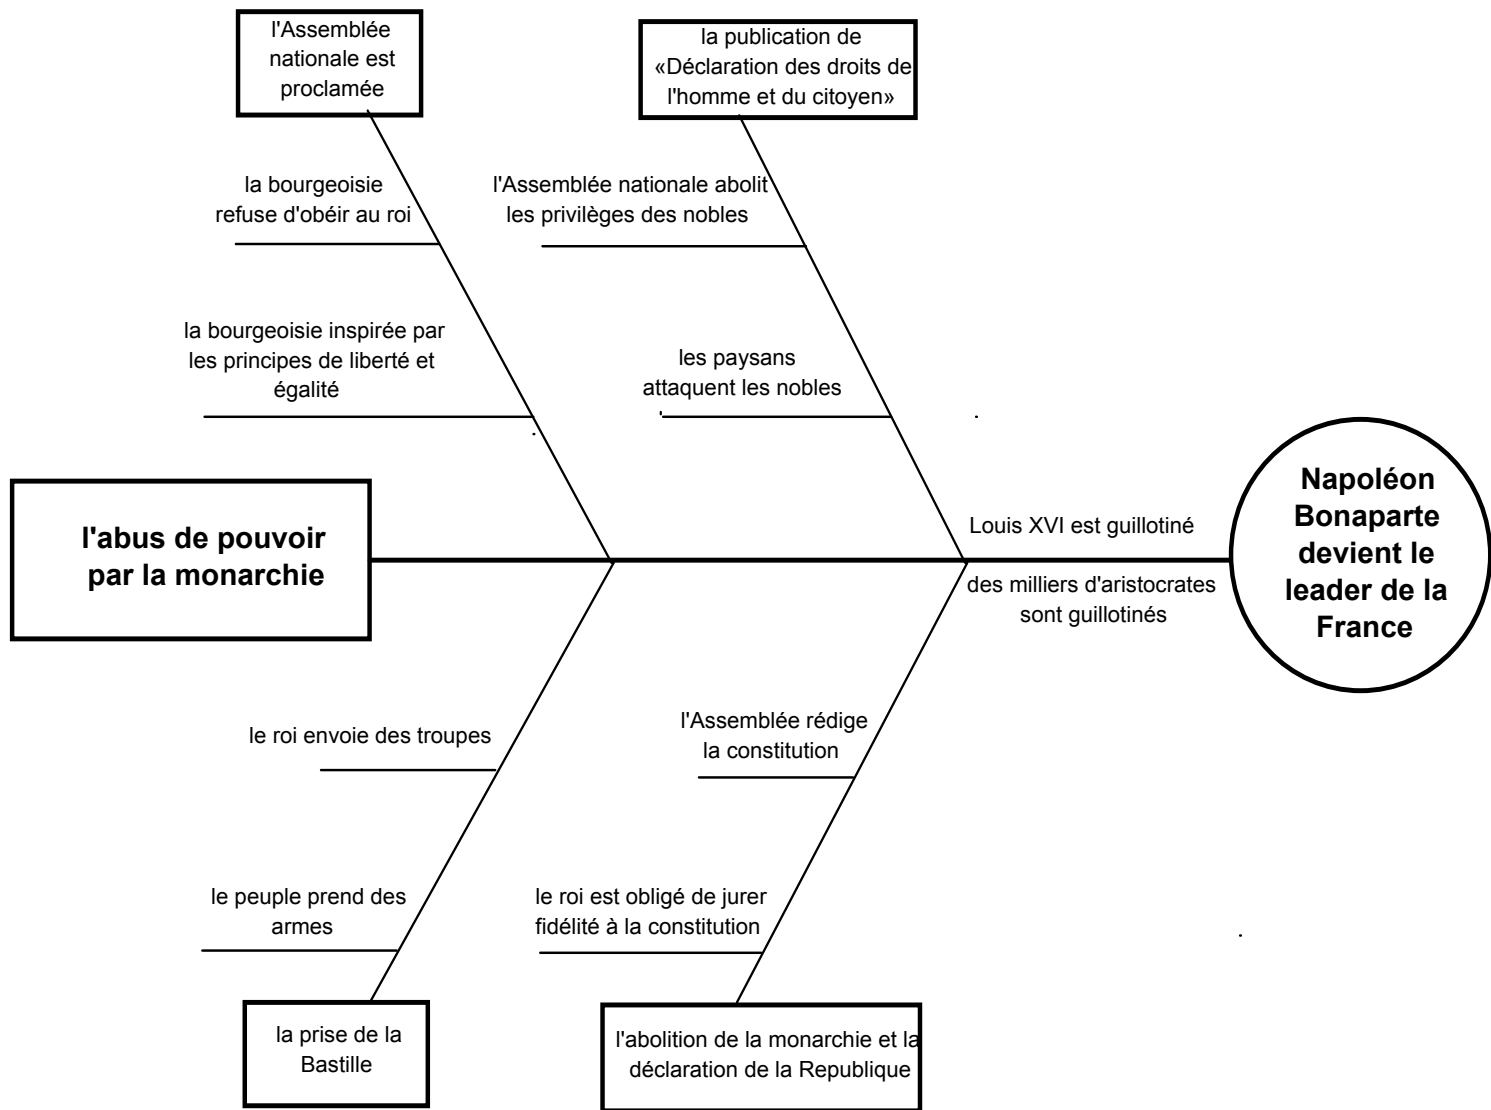 l'Assemblée
nationale est
proclamée
la publication de
«Déclaration des droits de
l'homme et du citoyen»
la bourgeoisie
refuse d'obéir au roi
l'Assemblée nationale abolit
les privilèges des nobles
la bourgeoisie inspirée par
les principes de liberté et
égalité
les paysans
attaquent les nobles
l'abus de pouvoir
par la monarchie
Louis XVI est guillotiné
des milliers d'aristocrates
sont guillotinés
Napoléon
Bonaparte
devient le
leader de la
France
le roi envoie des troupes
l'Assemblée rédige
la constitution
le peuple prend des
armes
le roi est obligé de jurer
fidélité à la constitution
la prise de la
Bastille
l'abolition de la monarchie et la
déclaration de la Republique